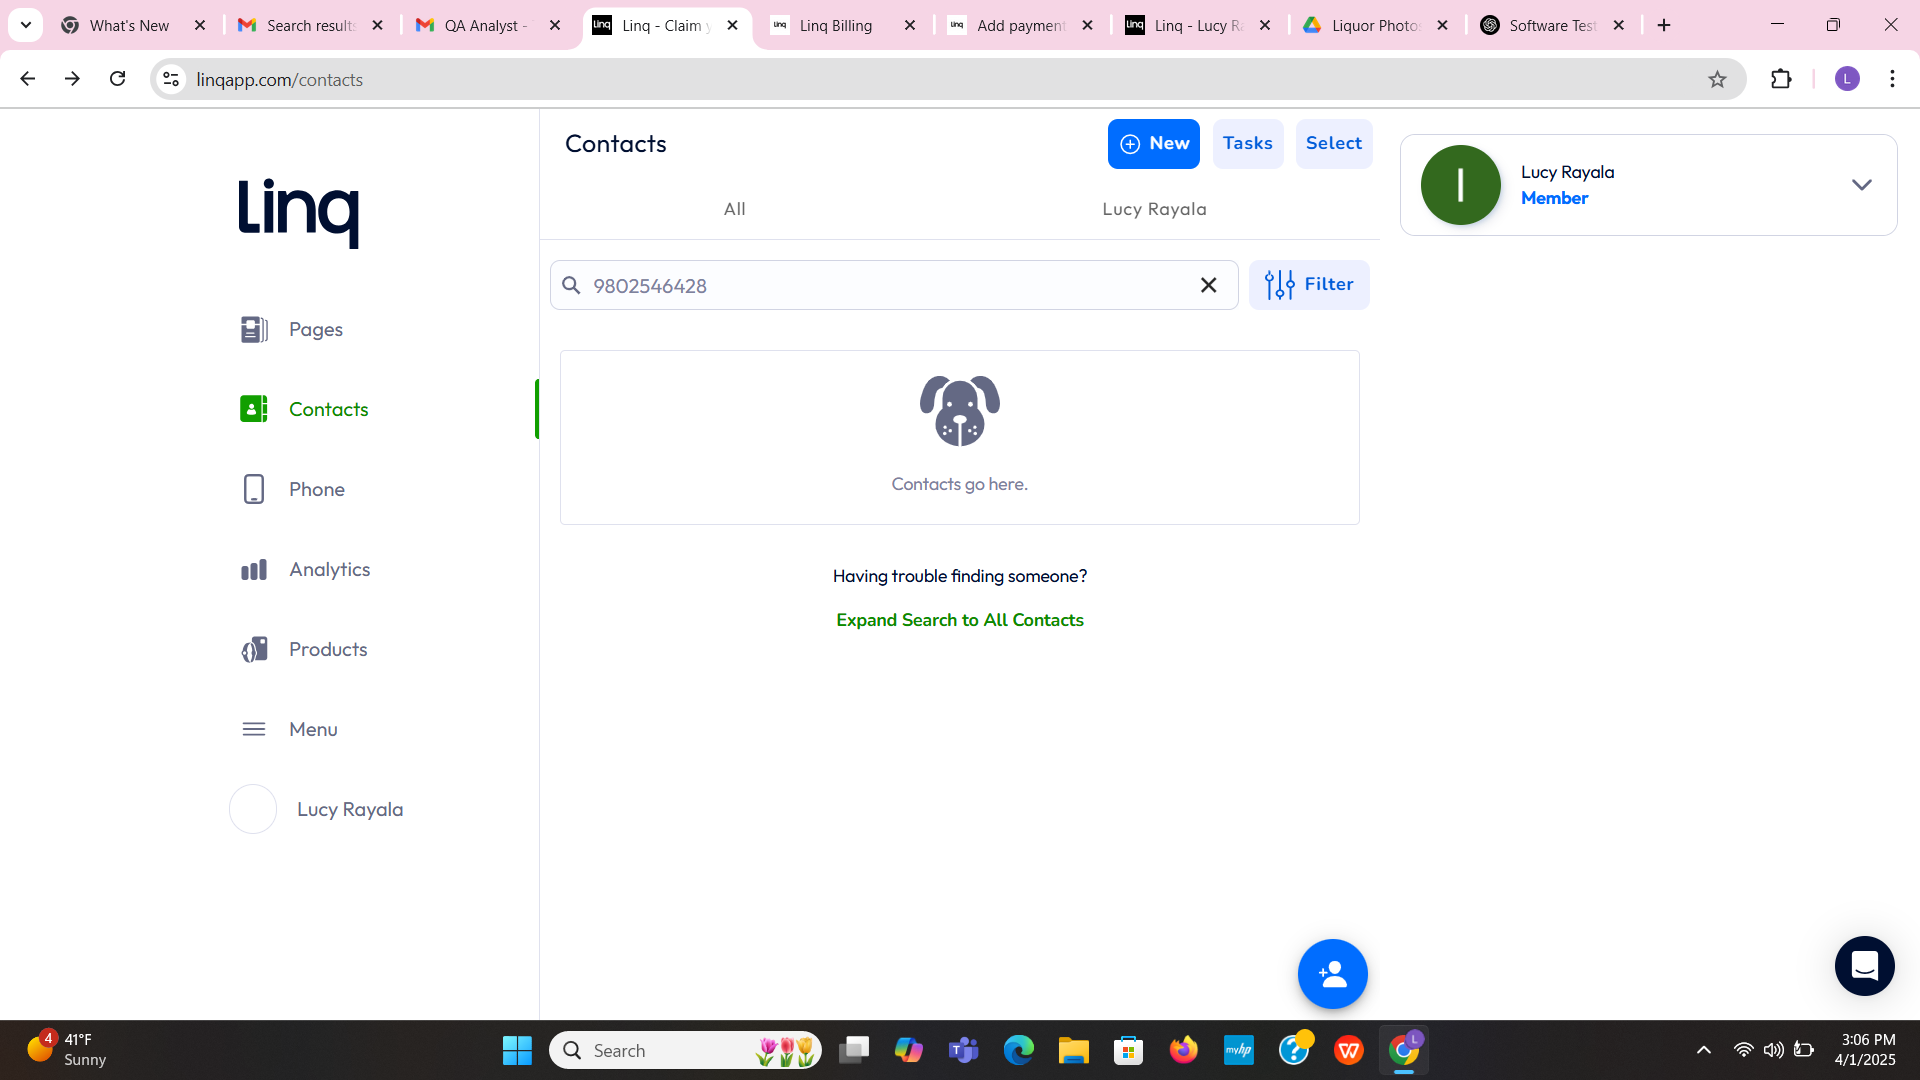 What's New
Search results
QA Analyst -
Linq - Claim y
Linq Billing
Add payment
Linq - Lucy Ra
Liquor Photos
Software Test
linqapp.com/contacts
L
Linq
Pages
Contacts
Phone
Analytics
Products
Menu
Lucy Rayala
Contacts
New
Tasks
Select
All
Lucy Rayala
9802546428
Filter
Contacts go here.
Having trouble finding someone?
Expand Search to All Contacts
l
Lucy Rayala
Member
4
41°F
Sunny
Search
myhp
L
3:06 PM
4/1/2025